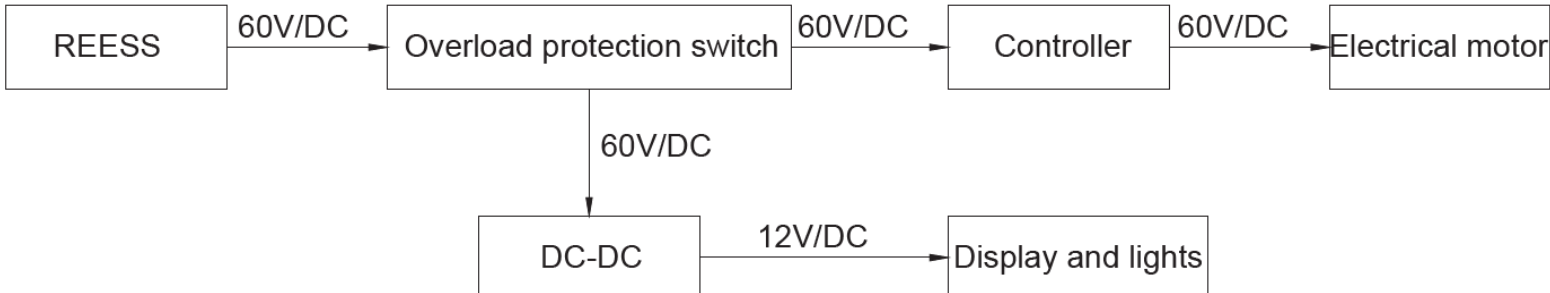 REESS
60V/DC
Overload protection switch
60V/DC
Controller
60V/DC
Electrical motor
60V/DC
DC-DC
12V/DC
Display and lights